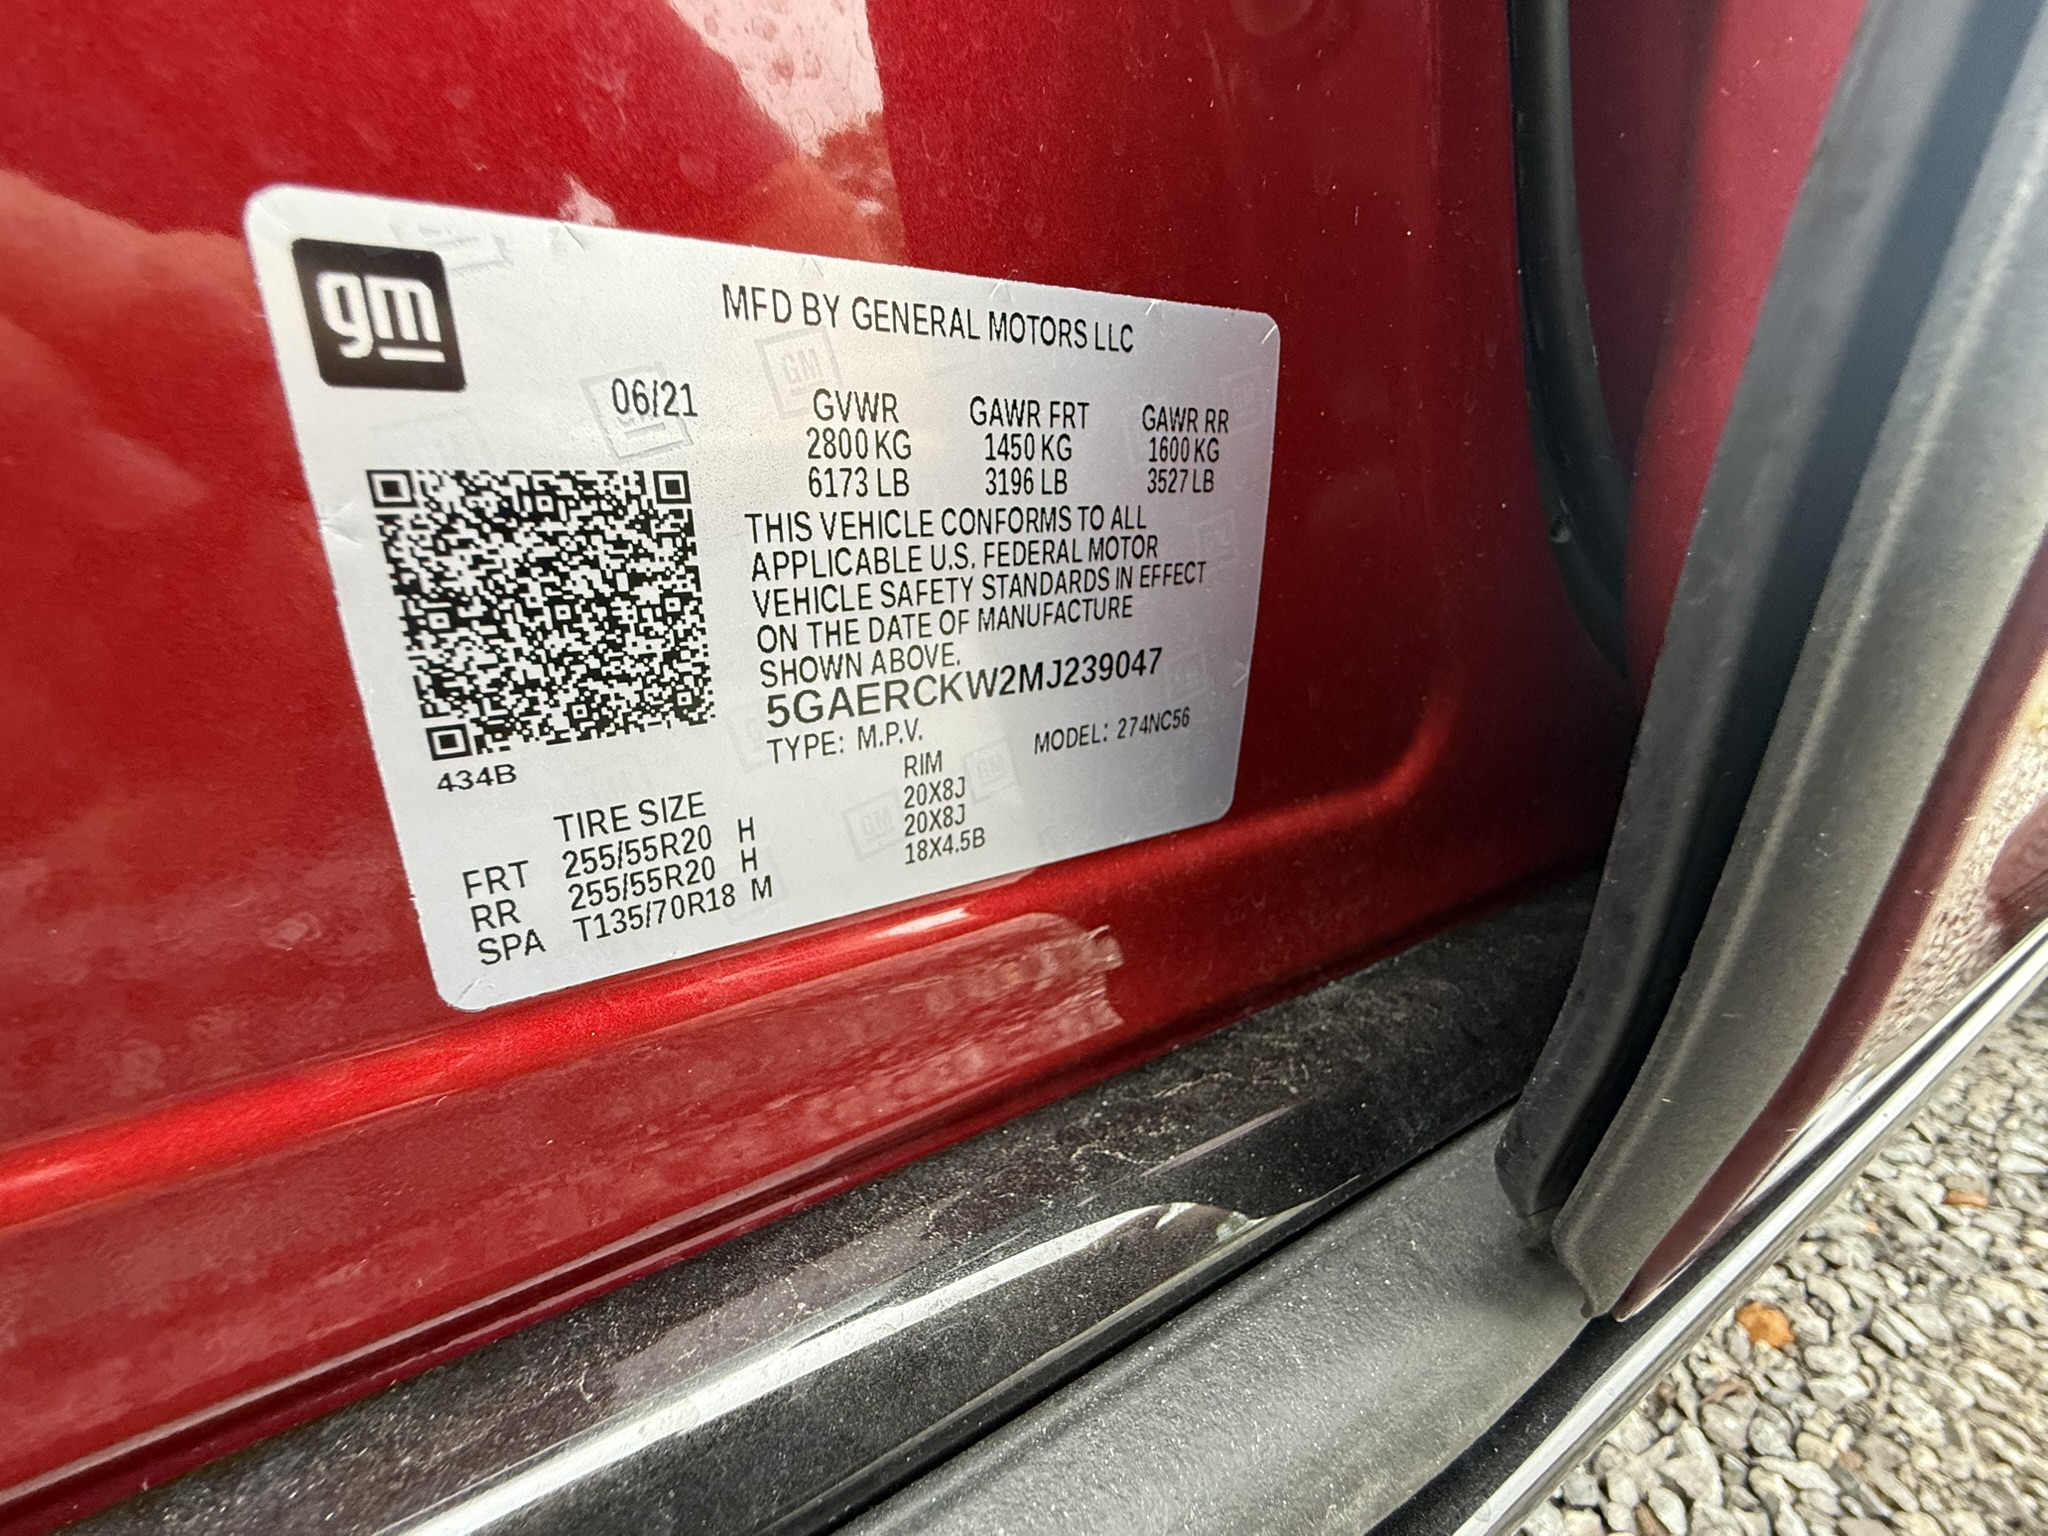 gm
MFD BY GENERAL MOTORS LLC
06/21
GVWR GAWR FRT GAWR RR
2800 KG 1450 KG 1600 KG
6173 LB 3196 LB 3527 LB
THIS VEHICLE CONFORMS TO ALL
APPLICABLE U.S. FEDERAL MOTOR
VEHICLE SAFETY STANDARDS IN EFFECT
ON THE DATE OF MANUFACTURE
SHOWN ABOVE.
5GAERCKW2MJ239047
TYPE: M.P.V. MODEL: 274NC56
434B
TIRE SIZE RIM
FRT 255/55R20 H 20X8J
RR 255/55R20 H 20X8J
SPA T135/70R18 M 18X4.5B